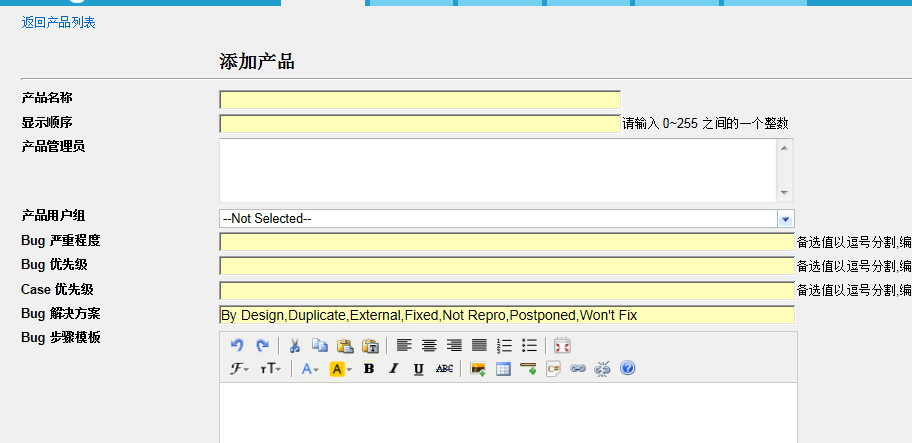 返回产品列表
添加产品
产品名称
显示顺序 请输入 0~255 之间的一个整数
产品管理员
产品用户组 --Not Selected--
Bug 严重程度 备选值以逗号分割,编
Bug 优先级 备选值以逗号分割,编
Case 优先级 备选值以逗号分割,编
Bug 解决方案 By Design,Duplicate,External,Fixed,Not Repro,Postponed,Won't Fix
Bug 步骤模板